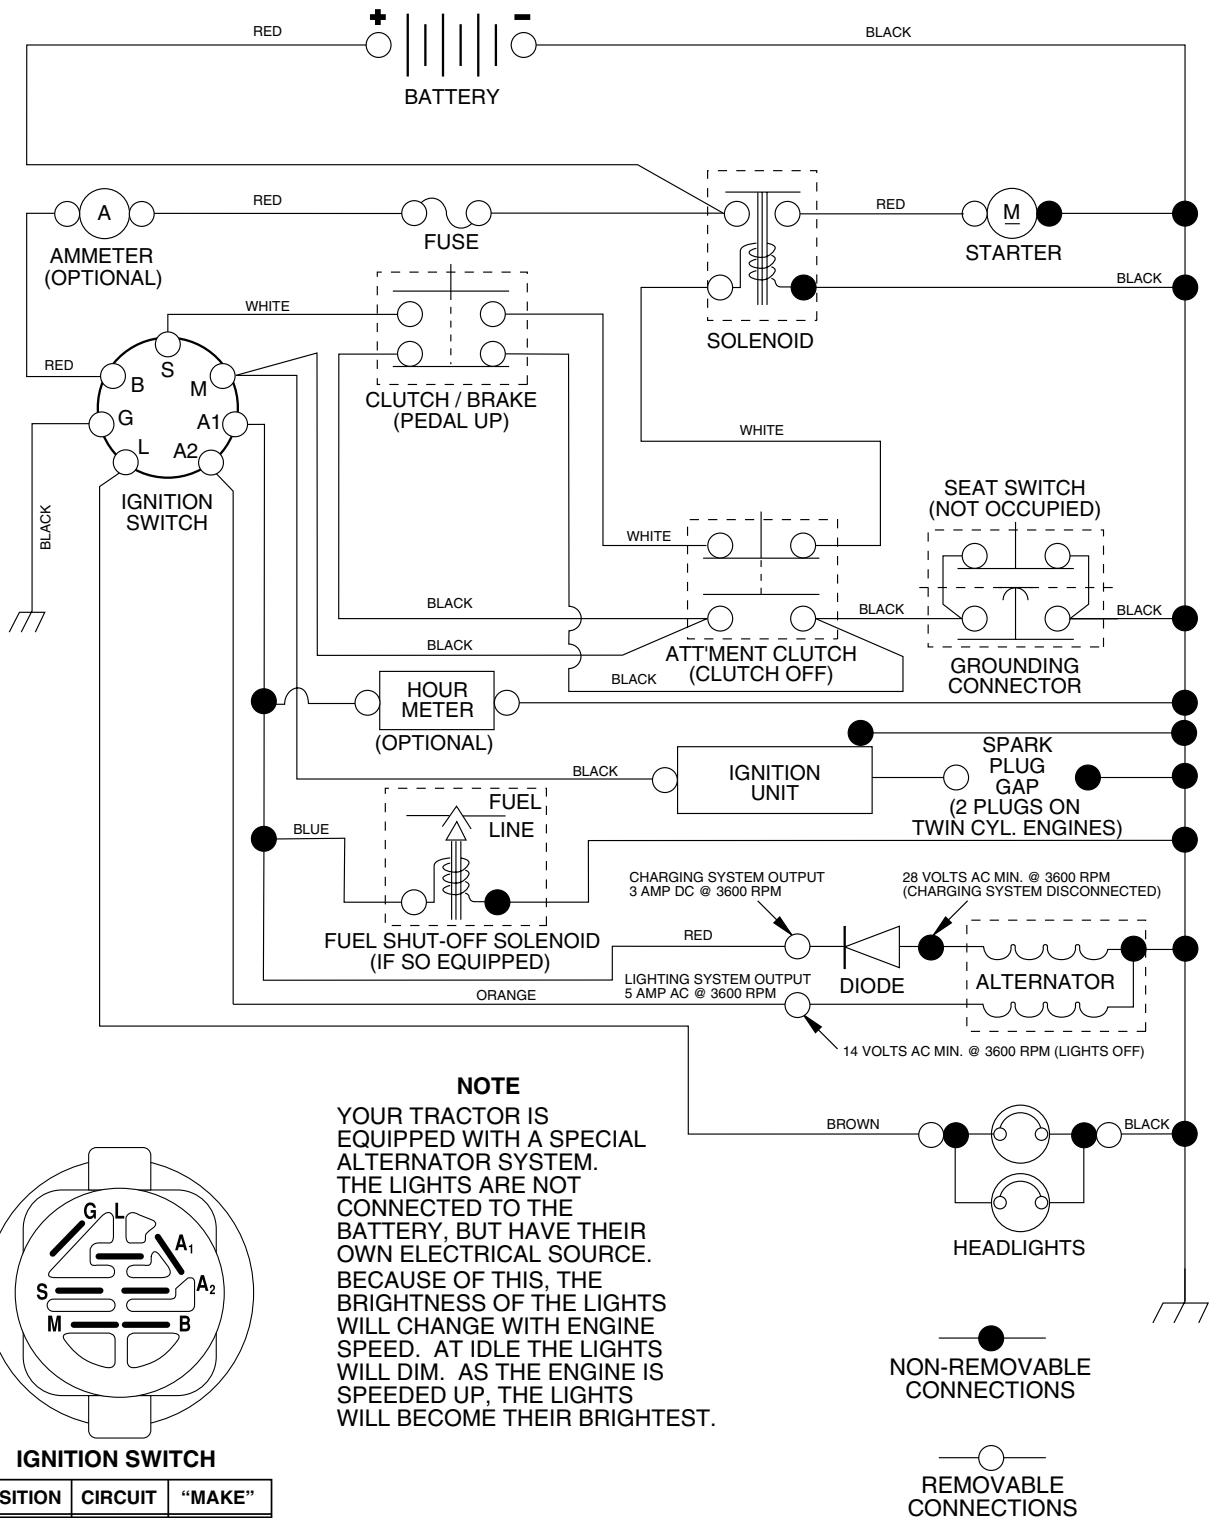 + -
RED
BLACK
BATTERY
A
RED
AMMETER
(OPTIONAL)
FUSE
RED
M
STARTER
BLACK
SOLENOID
WHITE
RED
S
B
M
G
A1
L
A2
IGNITION
SWITCH
BLACK
CLUTCH / BRAKE
(PEDAL UP)
WHITE
SEAT SWITCH
(NOT OCCUPIED)
WHITE
BLACK
BLACK
BLACK
BLACK
ATT'MENT CLUTCH
(CLUTCH OFF)
BLACK
GROUNDING
CONNECTOR
HOUR
METER
(OPTIONAL)
BLACK
IGNITION
UNIT
SPARK
PLUG
GAP
(2 PLUGS ON
TWIN CYL. ENGINES)
FUEL
LINE
BLUE
FUEL SHUT-OFF SOLENOID
(IF SO EQUIPPED)
CHARGING SYSTEM OUTPUT
3 AMP DC @ 3600 RPM
28 VOLTS AC MIN. @ 3600 RPM
(CHARGING SYSTEM DISCONNECTED)
RED
DIODE
ALTERNATOR
LIGHTING SYSTEM OUTPUT
5 AMP AC @ 3600 RPM
ORANGE
14 VOLTS AC MIN. @ 3600 RPM (LIGHTS OFF)
NOTE
YOUR TRACTOR IS
EQUIPPED WITH A SPECIAL
ALTERNATOR SYSTEM.
THE LIGHTS ARE NOT
CONNECTED TO THE
BATTERY, BUT HAVE THEIR
OWN ELECTRICAL SOURCE.
BECAUSE OF THIS, THE
BRIGHTNESS OF THE LIGHTS
WILL CHANGE WITH ENGINE
SPEED. AT IDLE THE LIGHTS
WILL DIM. AS THE ENGINE IS
SPEEDED UP, THE LIGHTS
WILL BECOME THEIR BRIGHTEST.
BROWN
BLACK
HEADLIGHTS
G
L
A1
S
A2
M
B
IGNITION SWITCH
SITION CIRCUIT “MAKE”
NON-REMOVABLE
CONNECTIONS
REMOVABLE
CONNECTIONS